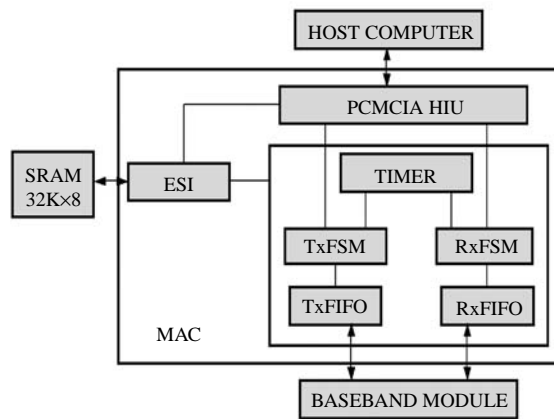 HOST COMPUTER
PCMCIA HIU
SRAM
32K×8
ESI
TIMER
TxFSM
RxFSM
TxFIFO
RxFIFO
MAC
BASEBAND MODULE